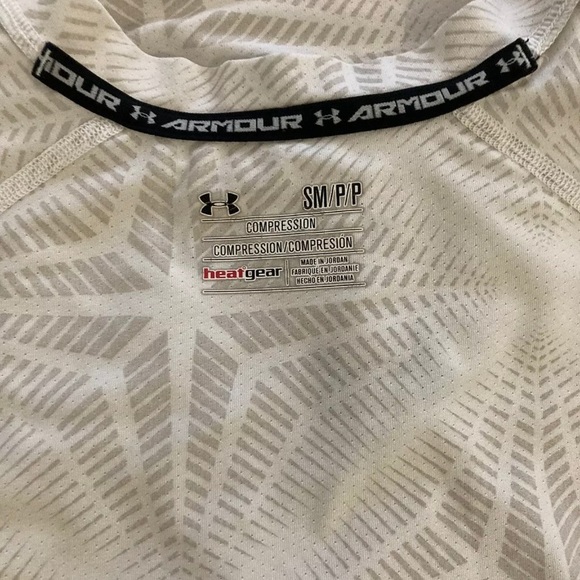 OUR ARMOUR ARMOUR
SM/P/P
COMPRESSION
COMPRESSION/COMPRESIÓN
heatgear
MADE IN JORDAN
FABRIQUÉ EN JORDANIE
HECHO EN JORDANIA